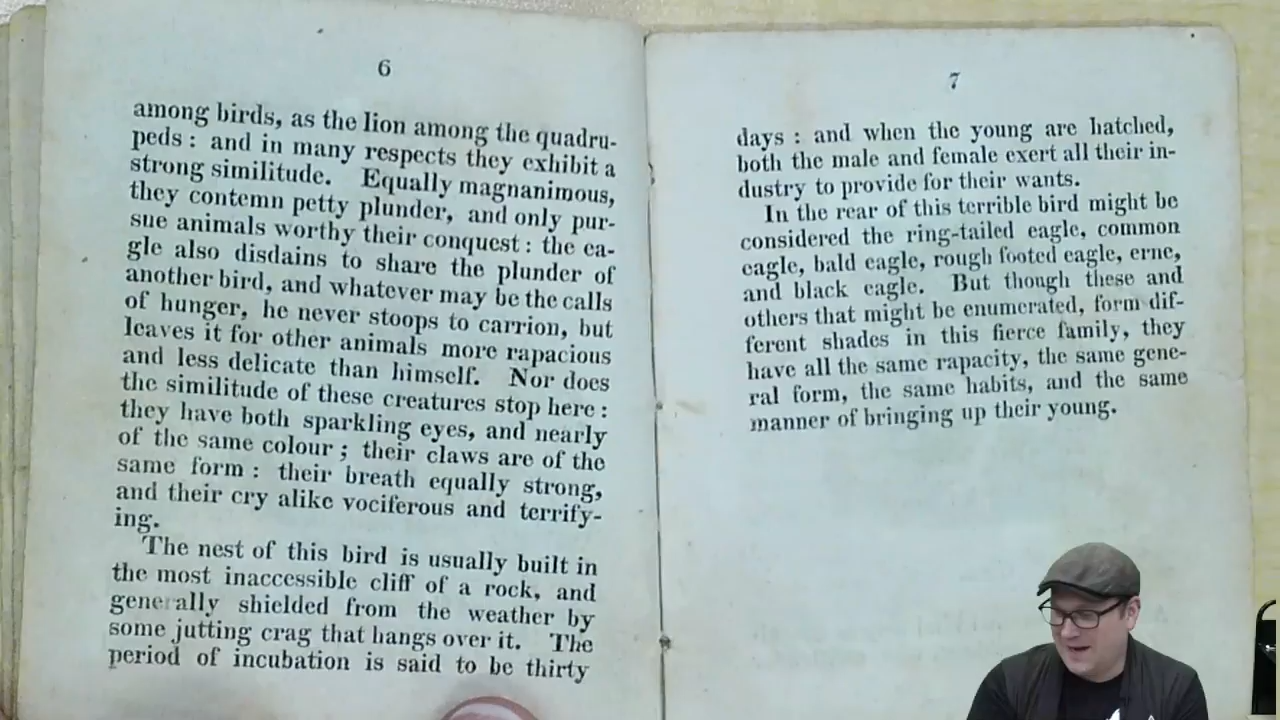 6
among birds, as the lion among the quadru-
peds : and in many respects they exhibit a
strong similitude. Equally magnanimous,
they contemn petty plunder, and only pur-
sue animals worthy their conquest : the ea-
gle also disdains to share the plunder of
another bird, and whatever may be the calls
of hunger, he never stoops to carrion, but
leaves it for other animals more rapacious
and less delicate than himself. Nor does
the similitude of these creatures stop here :
they have both sparkling eyes, and nearly
of the same colour ; their claws are of the
same form : their breath equally strong,
and their cry alike vociferous and terrify-
ing.
The nest of this bird is usually built in
the most inaccessible cliff of a rock, and
generally shielded from the weather by
some jutting crag that hangs over it. The
period of incubation is said to be thirty
7
days : and when the young are hatched,
both the male and female exert all their in-
dustry to provide for their wants.
In the rear of this terrible bird might be
considered the ring-tailed eagle, common
eagle, bald eagle, rough footed eagle, erne,
and black eagle. But though these and
others that might be enumerated, form dif-
ferent shades in this fierce family, they
have all the same rapacity, the same gene-
ral form, the same habits, and the same
manner of bringing up their young.